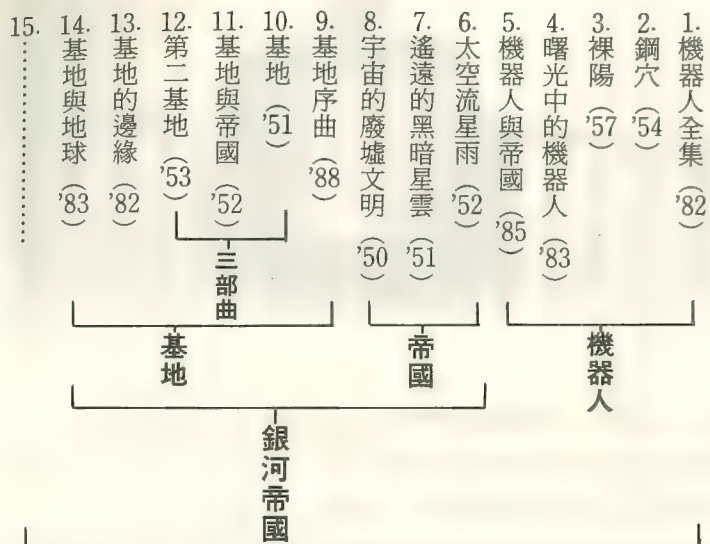 1. 機器人全集（'82）
2. 鋼穴（'54）
3. 裸陽（'57）
4. 曙光中的機器人（'83）
5. 機器人與帝國（'85）
6. 太空流星雨（'52）
7. 遙遠的黑暗星雲（'51）
8. 宇宙的廢墟文明（'50）
9. 基地序曲（'88）
10. 基地（'51）
11. 基地與帝國（'52）
12. 第二基地（'53）
13. 基地的邊緣（'82）
14. 基地與地球（'83）
15. …………
機器人
帝國
三部曲
基地
銀河帝國